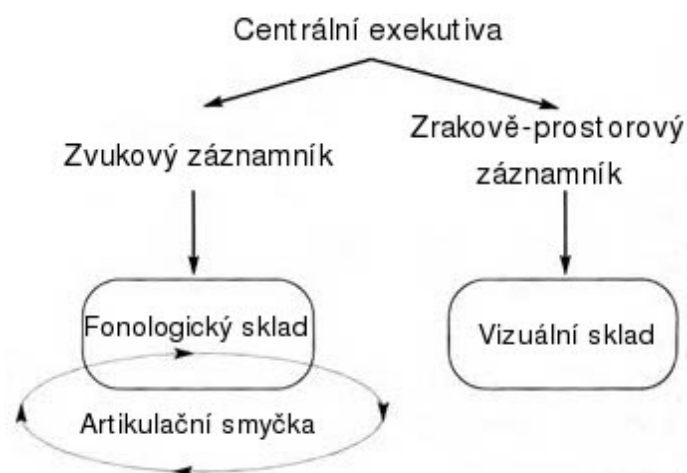 Centrální exekutiva
Zvukový záznamník
Zrakově-prostorový
záznamník
Fonologický sklad
Artikulační smyčka
Vizuální sklad